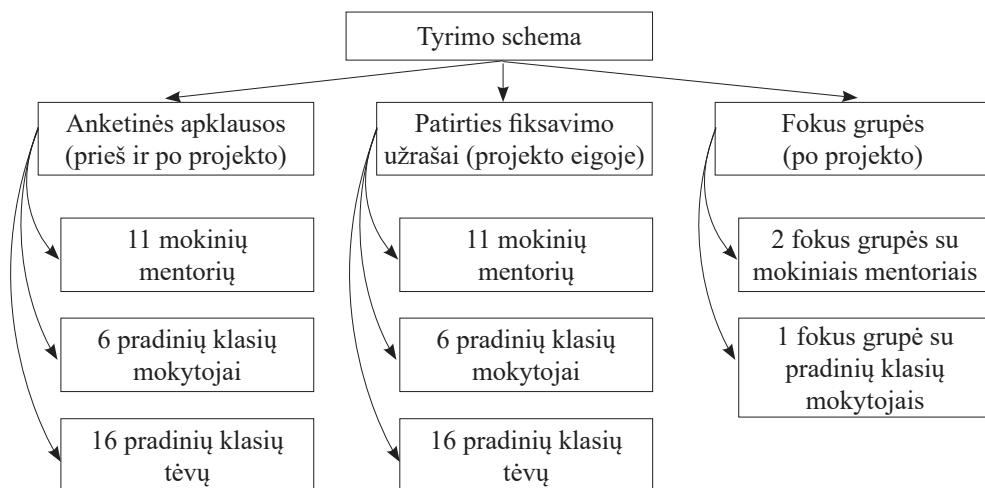 Tyrimo schema
Anketinės apklausos
(prieš ir po projekto)
11 mokinių
mentorių
6 pradinių klasių
mokytojai
16 pradinių klasių
tėvų
Patirties fiksavimo
užrašai (projekto eigoje)
11 mokinių
mentorių
6 pradinių klasių
mokytojai
16 pradinių klasių
tėvų
Fokus grupės
(po projekto)
2 fokus grupės su
mokiniais mentoriais
1 fokus grupė su
pradinių klasių
mokytojais